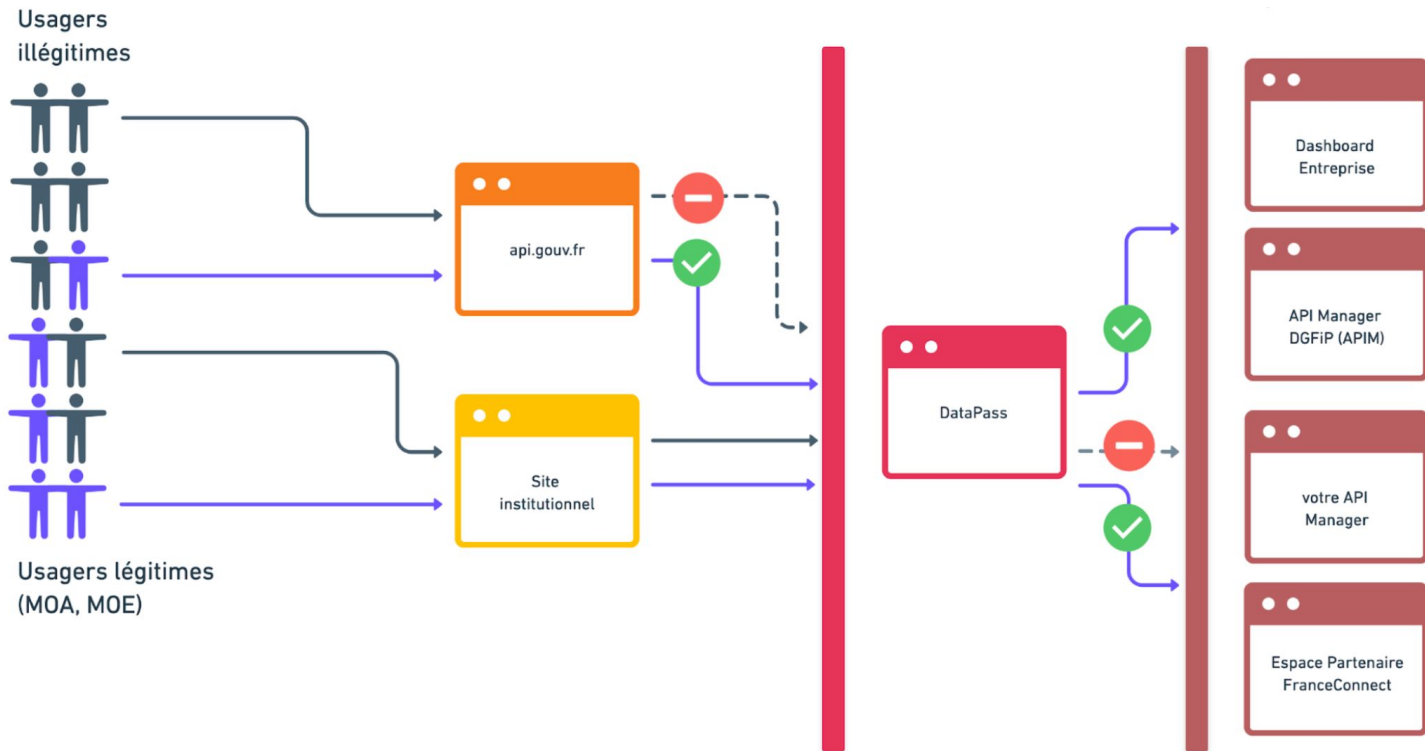 Usagers
illégitimes
api.gouv.fr
Site
institutionnel
Usagers légitimes
(MOA, MOE)
DataPass
Dashboard
Entreprise
API Manager
DGFiP (APIM)
votre API
Manager
Espace Partenaire
FranceConnect